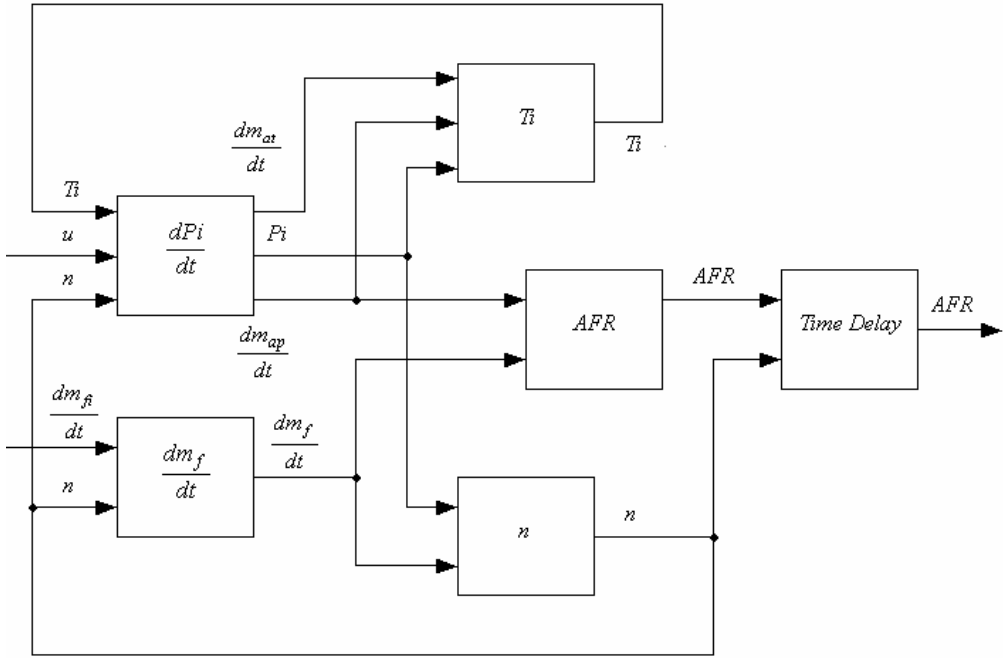 Ti
Ti
dm_at
dt
Ti
u
n
dPi
dt
Pi
dm_ap
dt
AFR
AFR
Time Delay
AFR
dm_fi
dt
n
dm_f
dt
dm_f
dt
n
n